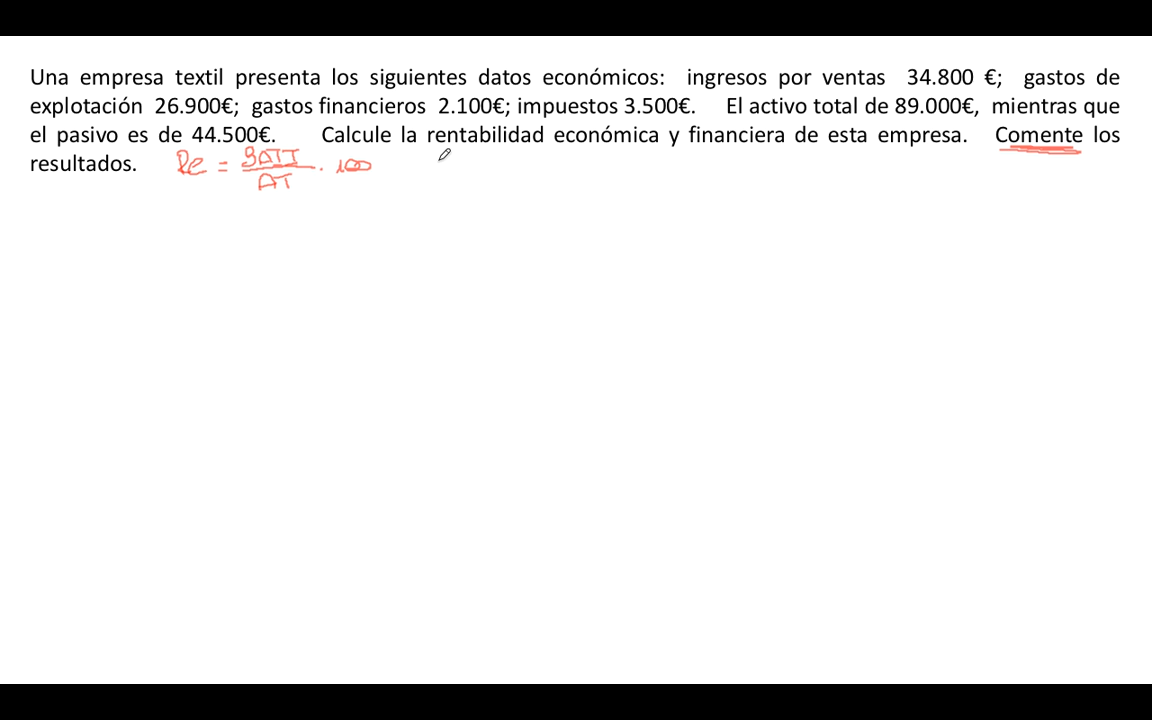 Una empresa textil presenta los siguientes datos económicos: ingresos por ventas 34.800 €; gastos de
explotación 26.900€; gastos financieros 2.100€; impuestos 3.500€. El activo total de 89.000€, mientras que
el pasivo es de 44.500€. Calcule la rentabilidad económica y financiera de esta empresa. Comente los
resultados. Re = BAII / AT . 100